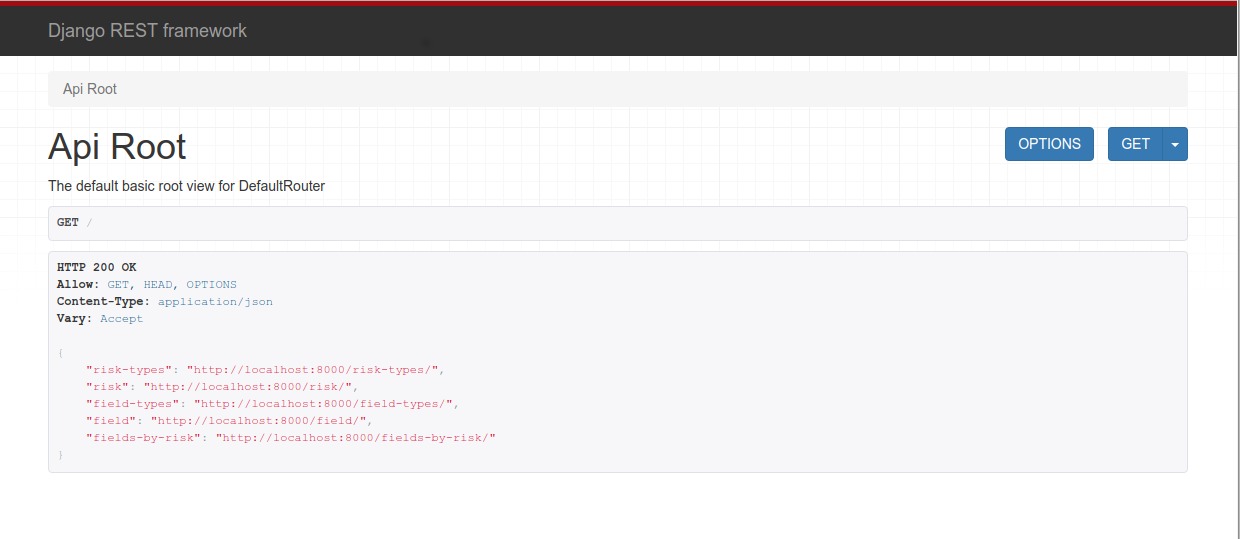 Django REST framework
Api Root
Api Root
OPTIONS GET
The default basic root view for DefaultRouter
GET /
HTTP 200 OK
Allow: GET, HEAD, OPTIONS
Content-Type: application/json
Vary: Accept
{
    "risk-types": "http://localhost:8000/risk-types/",
    "risk": "http://localhost:8000/risk/",
    "field-types": "http://localhost:8000/field-types/",
    "field": "http://localhost:8000/field/",
    "fields-by-risk": "http://localhost:8000/fields-by-risk/"
}